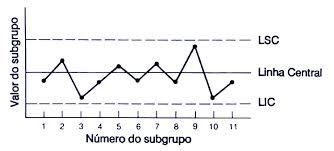 LSC
Linha Central
LIC
Valor do subgrupo
1 2 3 4 5 6 7 8 9 10 11
Número do subgrupo